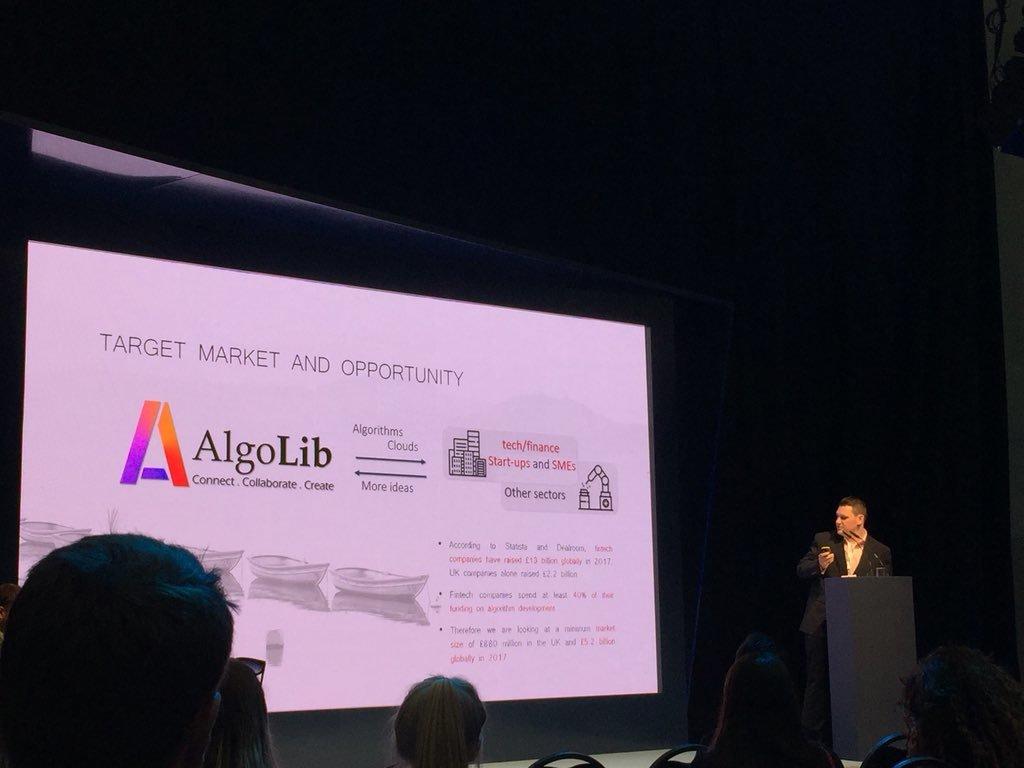 TARGET MARKET AND OPPORTUNITY
AlgoLib
Connect . Collaborate . Create
Algorithms
Clouds
More ideas
tech/finance
Start-ups and SMEs
Other sectors
• According to Statista and Dealroom, fintech
companies have raised £13 billion globally in 2017.
UK companies alone raised £2.2 billion
• Fintech companies spend at least 40% of their
funding on algorithm development
• Therefore we are looking at a minimum market
size of £880 million in the UK and £5.2 billion
globally in 2017